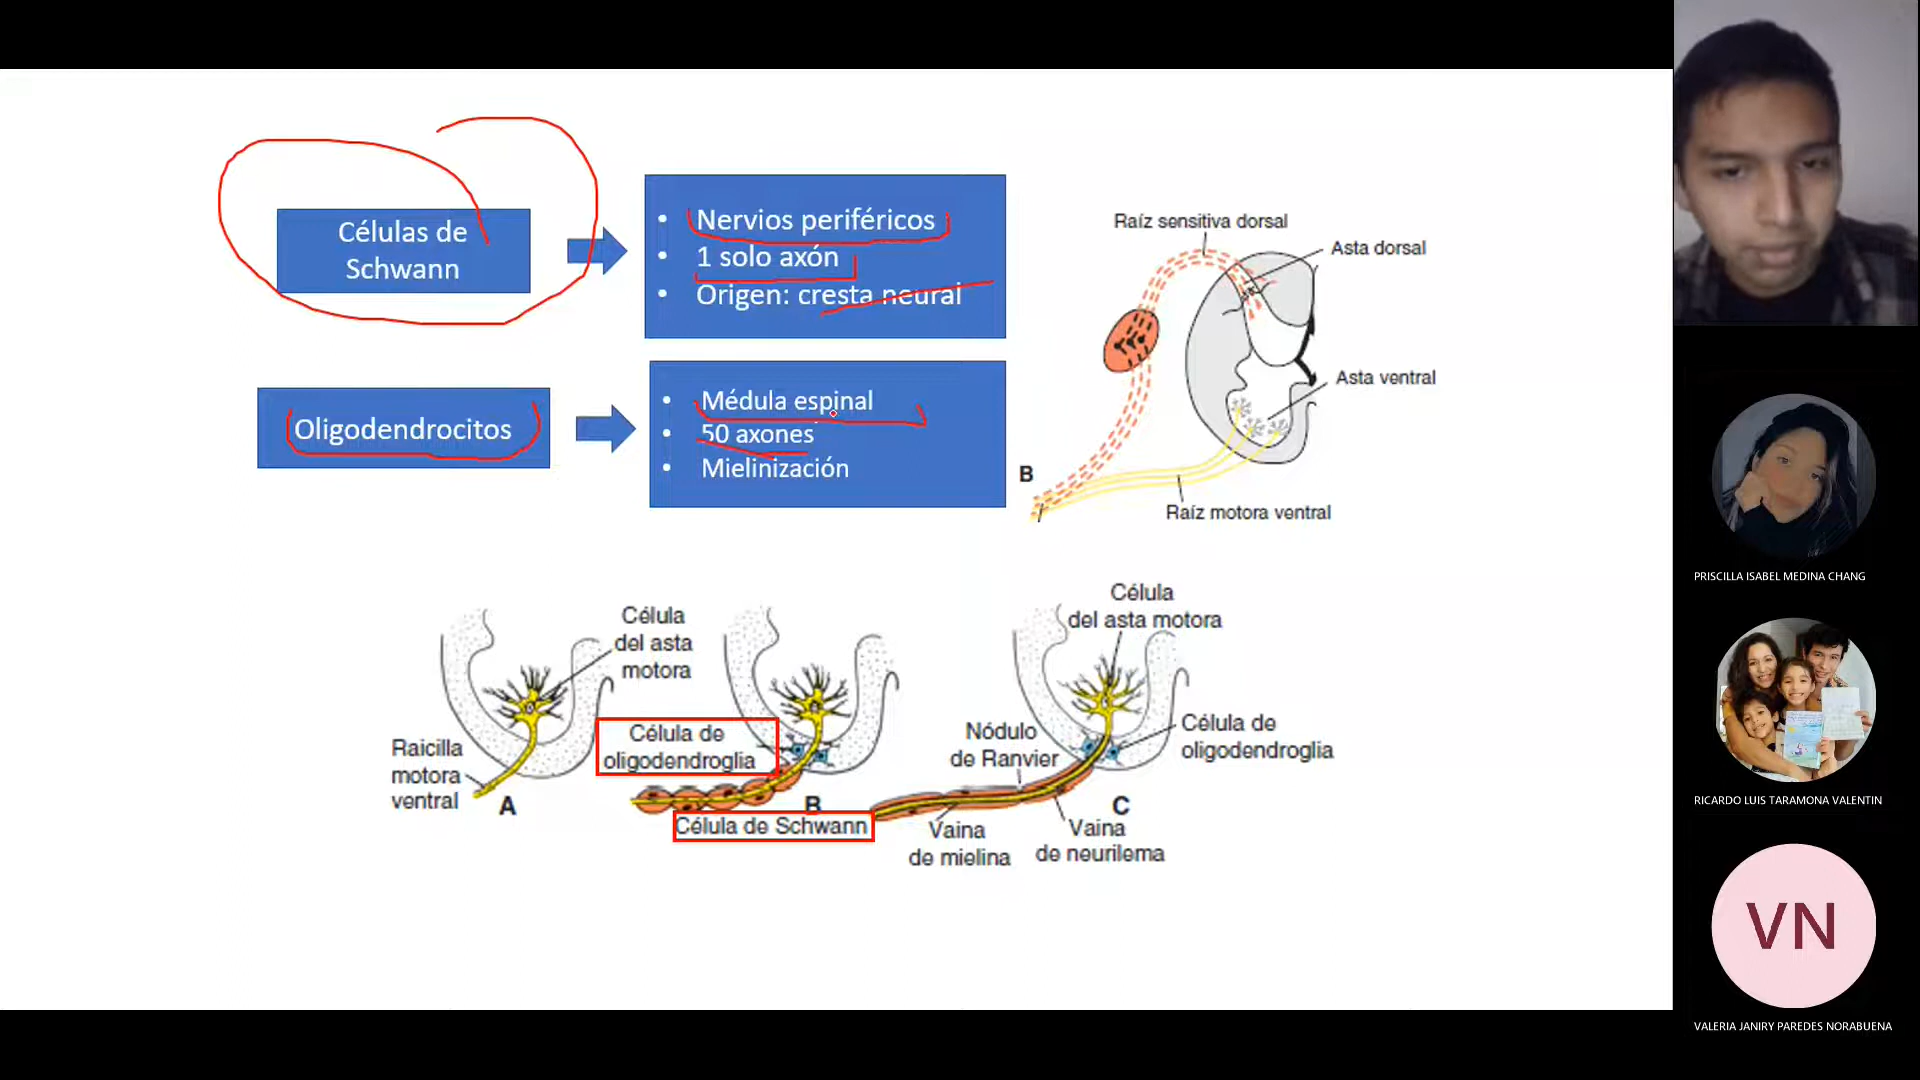 Células de
Schwann
• Nervios periféricos
• 1 solo axón
• Origen: cresta neural
Oligodendrocitos
• Médula espinal
• 50 axones
• Mielinización
Raíz sensitiva dorsal
Asta dorsal
Asta ventral
B
Raíz motora ventral
Célula
del asta
motora
Raicilla
motora
ventral
A
Célula de
oligodendroglia
B
Célula de Schwann
Célula
del asta motora
Nódulo
de Ranvier
Célula de
oligodendroglia
C
Vaina
de mielina
Vaina
de neurilema
PRISCILLA ISABEL MEDINA CHANG
RICARDO LUIS TARAMONA VALENTIN
VN
VALERIA JANIRY PAREDES NORABUENA